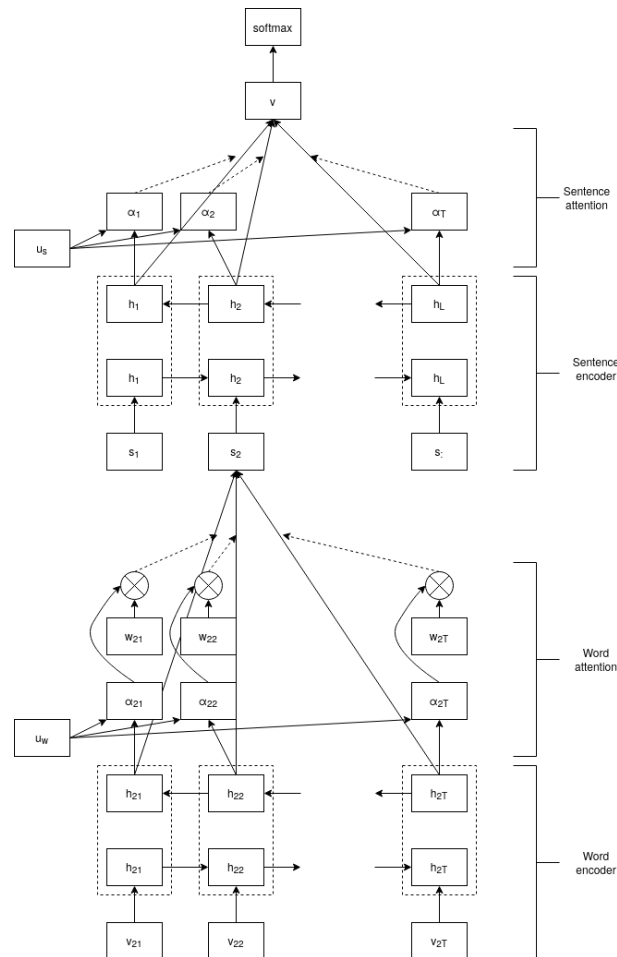 softmax
v
Sentence
attention
α1
α2
αT
us
h1
h2
hL
Sentence
encoder
h1
h2
hL
s1
s2
s:
w21
w22
w2T
Word
attention
α21
α22
α2T
uw
h21
h22
h2T
Word
encoder
h21
h22
h2T
v21
v22
v2T